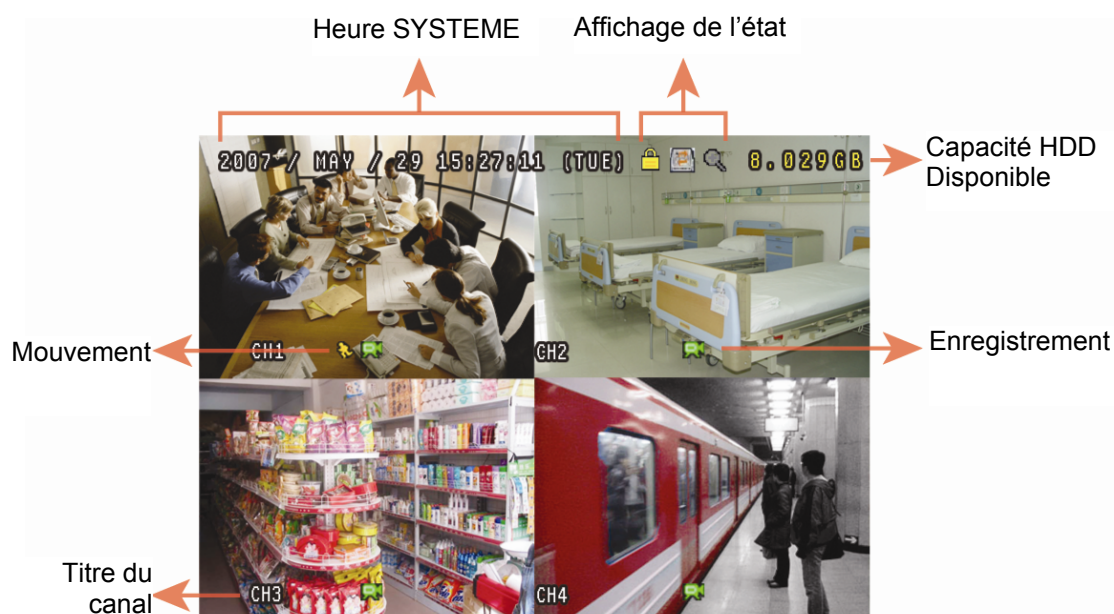 Heure SYSTEME
Affichage de l’état
2007 / MAY / 29 15:27:11 (TUE)
8.029GB
Capacité HDD
Disponible
Mouvement
CH1
CH2
Enregistrement
Titre du
canal
CH3
CH4